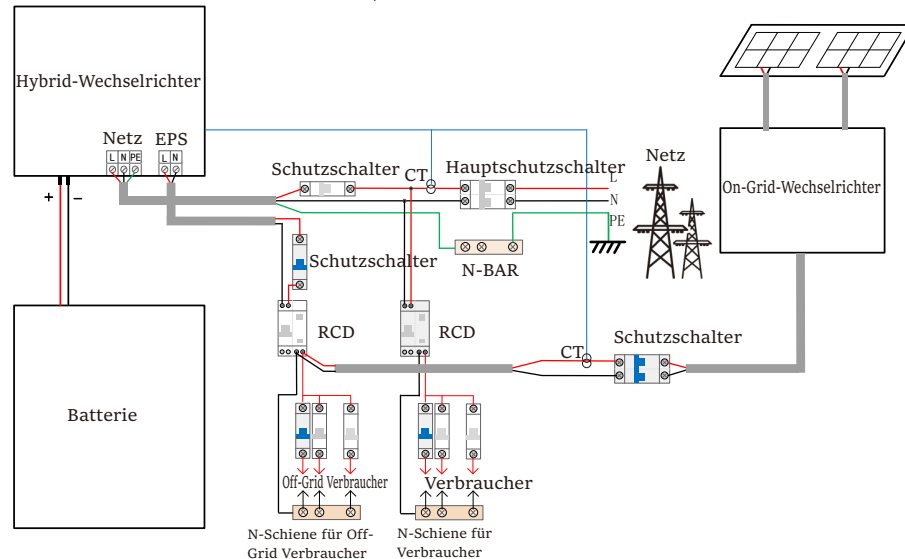 Hybrid-Wechselrichter
Netz EPS
L N PE L N
+ −
Batterie
Schutzschalter
CT
Hauptschutzschalter
L
N
PE
Netz
On-Grid-Wechselrichter
N-BAR
Schutzschalter
RCD
RCD
CT
Schutzschalter
Off-Grid Verbraucher
Verbraucher
N-Schiene für Off-
Grid Verbraucher
N-Schiene für
Verbraucher